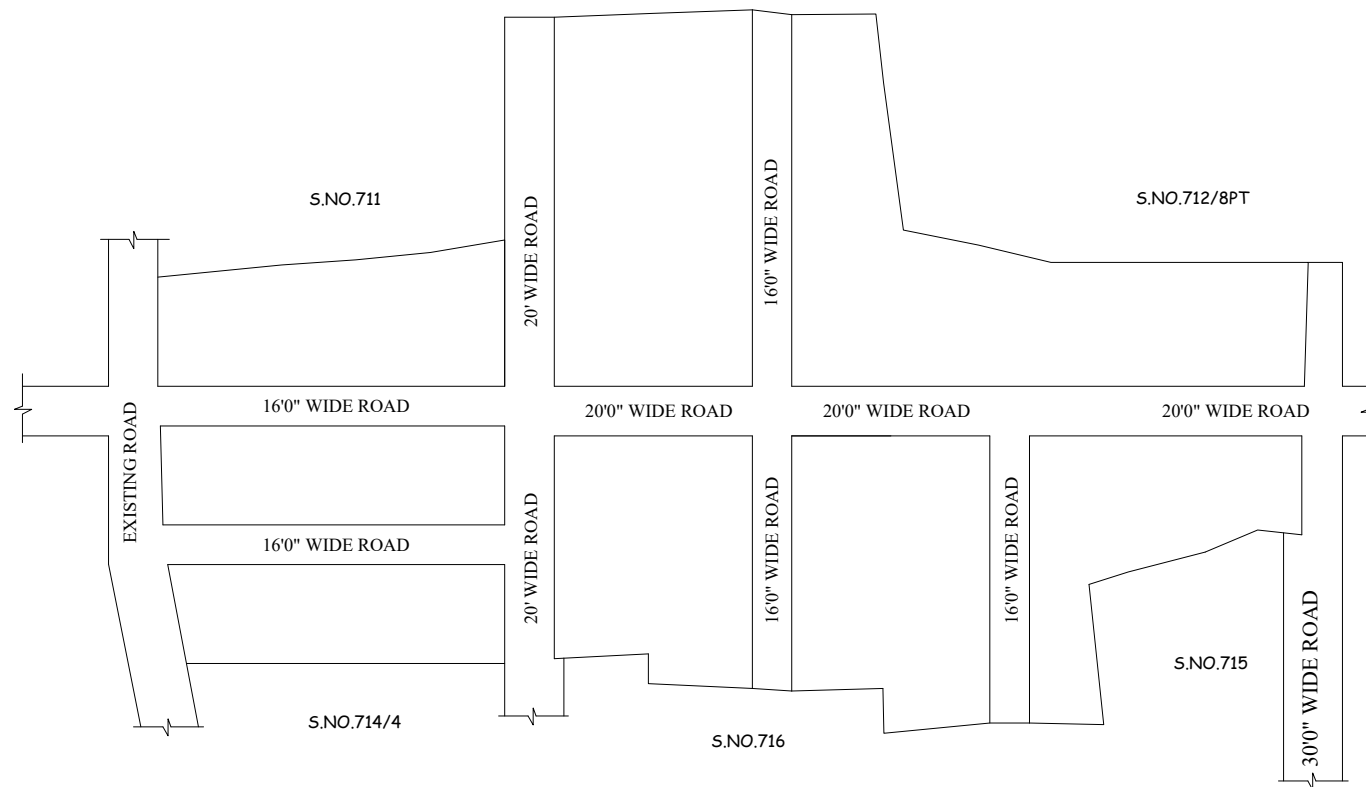 S.NO.711
S.NO.712/8PT
20' WIDE ROAD
16'0" WIDE ROAD
16'0" WIDE ROAD
20'0" WIDE ROAD
20'0" WIDE ROAD
20'0" WIDE ROAD
EXISTING ROAD
16'0" WIDE ROAD
20' WIDE ROAD
16'0" WIDE ROAD
16'0" WIDE ROAD
30'0" WIDE ROAD
S.NO.715
S.NO.714/4
S.NO.716